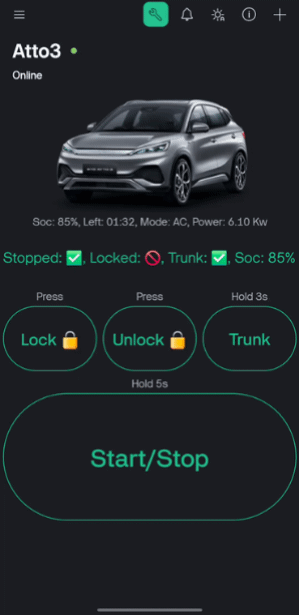 Atto3
Online
Soc: 85%, Left: 01:32, Mode: AC, Power: 6.10 Kw
Stopped: ✅, Locked: 🚫, Trunk: ✅, Soc: 85%
Press
Press
Hold 3s
Lock 🔒
Unlock 🔒
Trunk
Hold 5s
Start/Stop